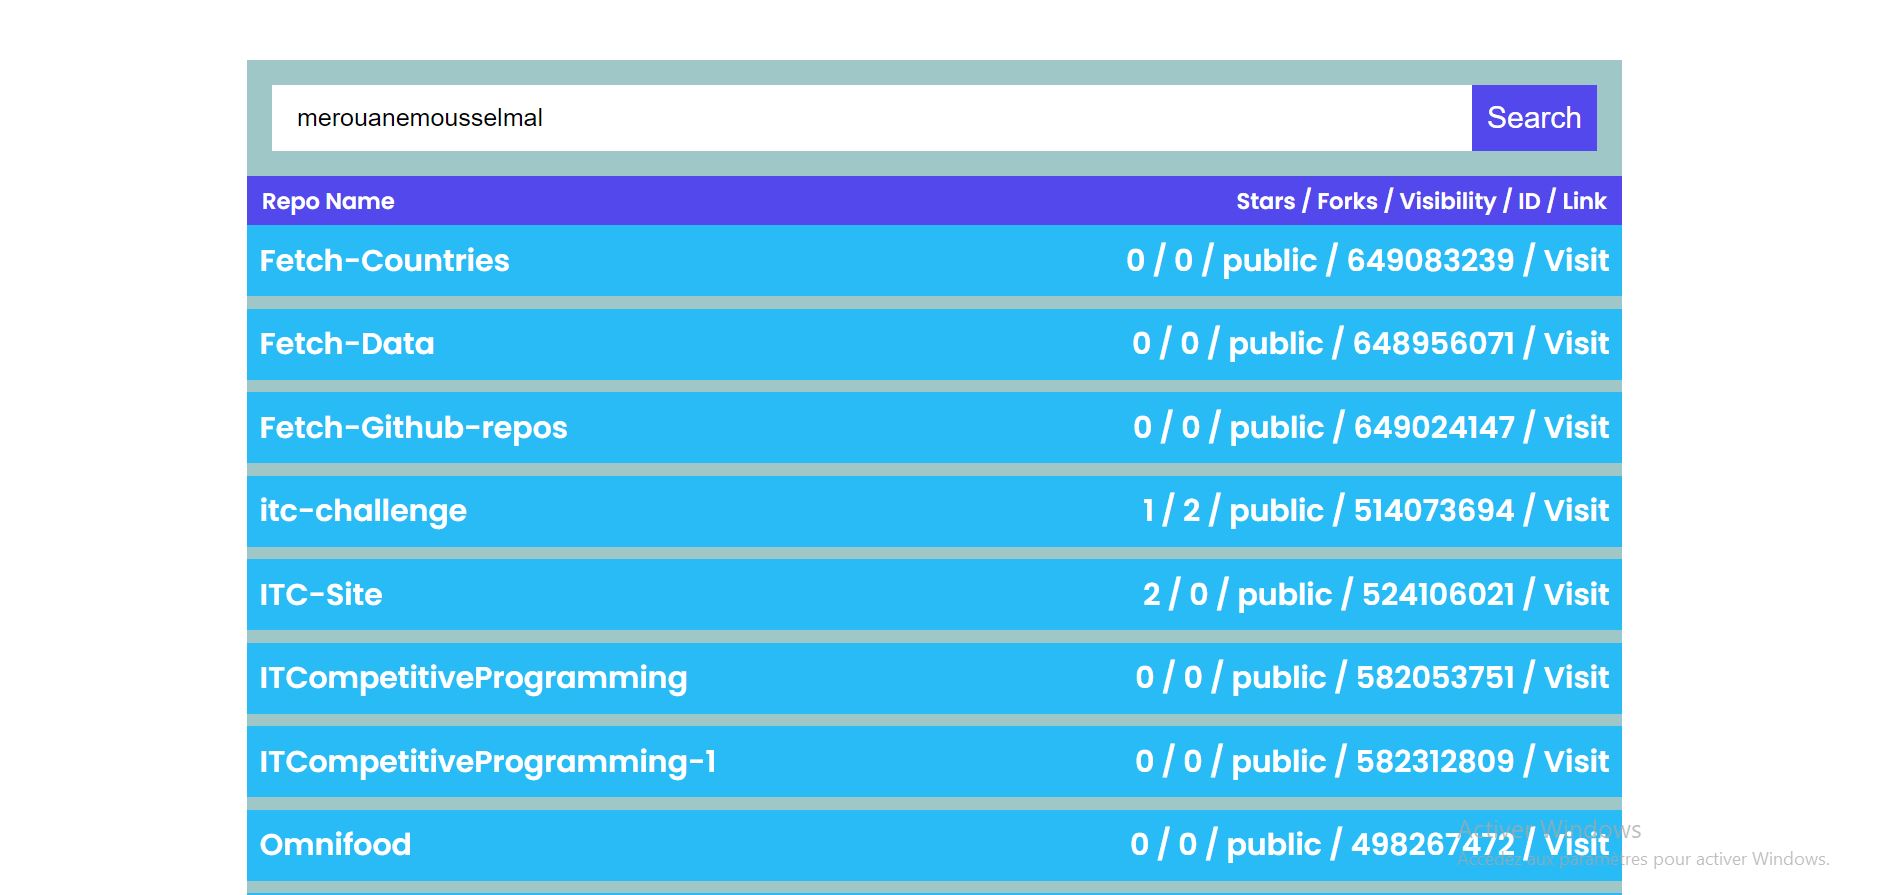 merouanemousselmal
Search
Repo Name Stars / Forks / Visibility / ID / Link
Fetch-Countries 0 / 0 / public / 649083239 / Visit
Fetch-Data 0 / 0 / public / 648956071 / Visit
Fetch-Github-repos 0 / 0 / public / 649024147 / Visit
itc-challenge 1 / 2 / public / 514073694 / Visit
ITC-Site 2 / 0 / public / 524106021 / Visit
ITCompetitiveProgramming 0 / 0 / public / 582053751 / Visit
ITCompetitiveProgramming-1 0 / 0 / public / 582312809 / Visit
Omnifood 0 / 0 / public / 498267472 / Visit
Activer Windows
Accédez aux paramètres pour activer Windows.